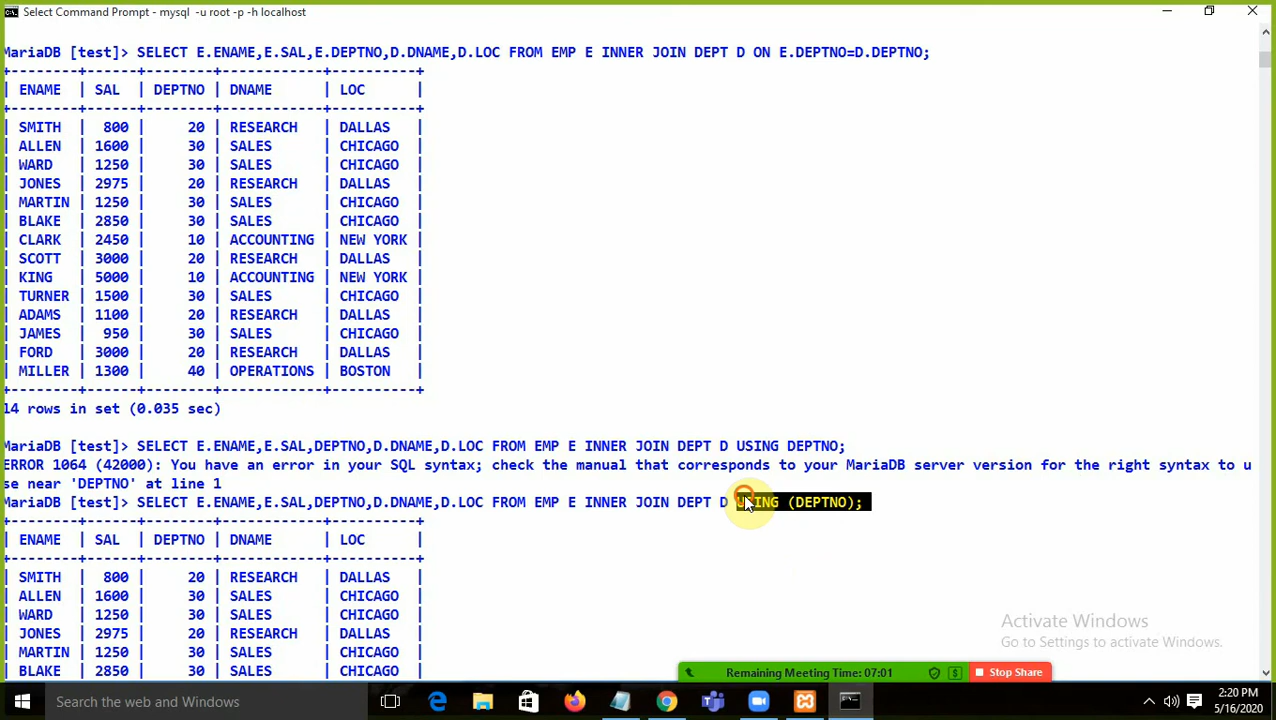 Select Command Prompt - mysql -u root -p -h localhost
MariaDB [test]> SELECT E.ENAME,E.SAL,E.DEPTNO,D.DNAME,D.LOC FROM EMP E INNER JOIN DEPT D ON E.DEPTNO=D.DEPTNO;
+--------+------+--------+------------+----------+
| ENAME | SAL | DEPTNO | DNAME | LOC |
+--------+------+--------+------------+----------+
| SMITH | 800 | 20 | RESEARCH | DALLAS |
| ALLEN | 1600 | 30 | SALES | CHICAGO |
| WARD | 1250 | 30 | SALES | CHICAGO |
| JONES | 2975 | 20 | RESEARCH | DALLAS |
| MARTIN | 1250 | 30 | SALES | CHICAGO |
| BLAKE | 2850 | 30 | SALES | CHICAGO |
| CLARK | 2450 | 10 | ACCOUNTING | NEW YORK |
| SCOTT | 3000 | 20 | RESEARCH | DALLAS |
| KING | 5000 | 10 | ACCOUNTING | NEW YORK |
| TURNER | 1500 | 30 | SALES | CHICAGO |
| ADAMS | 1100 | 20 | RESEARCH | DALLAS |
| JAMES | 950 | 30 | SALES | CHICAGO |
| FORD | 3000 | 20 | RESEARCH | DALLAS |
| MILLER | 1300 | 40 | OPERATIONS | BOSTON |
+--------+------+--------+------------+----------+
14 rows in set (0.035 sec)
MariaDB [test]> SELECT E.ENAME,E.SAL,DEPTNO,D.DNAME,D.LOC FROM EMP E INNER JOIN DEPT D USING DEPTNO;
ERROR 1064 (42000): You have an error in your SQL syntax; check the manual that corresponds to your MariaDB server version for the right syntax to u
se near 'DEPTNO' at line 1
MariaDB [test]> SELECT E.ENAME,E.SAL,DEPTNO,D.DNAME,D.LOC FROM EMP E INNER JOIN DEPT D USING (DEPTNO);
+--------+------+--------+------------+----------+
| ENAME | SAL | DEPTNO | DNAME | LOC |
+--------+------+--------+------------+----------+
| SMITH | 800 | 20 | RESEARCH | DALLAS |
| ALLEN | 1600 | 30 | SALES | CHICAGO |
| WARD | 1250 | 30 | SALES | CHICAGO |
| JONES | 2975 | 20 | RESEARCH | DALLAS |
| MARTIN | 1250 | 30 | SALES | CHICAGO |
| BLAKE | 2850 | 30 | SALES | CHICAGO |
Activate Windows
Go to Settings to activate Windows.
Remaining Meeting Time: 07:01
Stop Share
Search the web and Windows
2:20 PM
5/16/2020